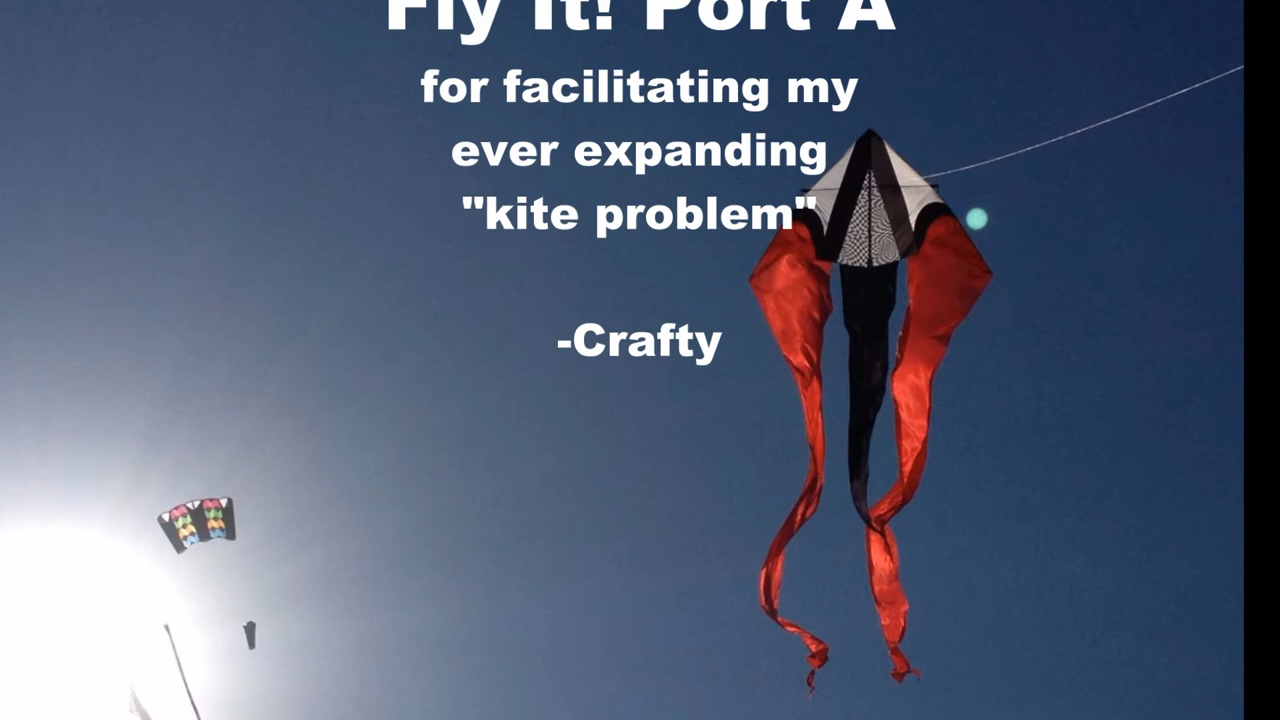 Fly It! Port A
for facilitating my
ever expanding
"kite problem"
-Crafty